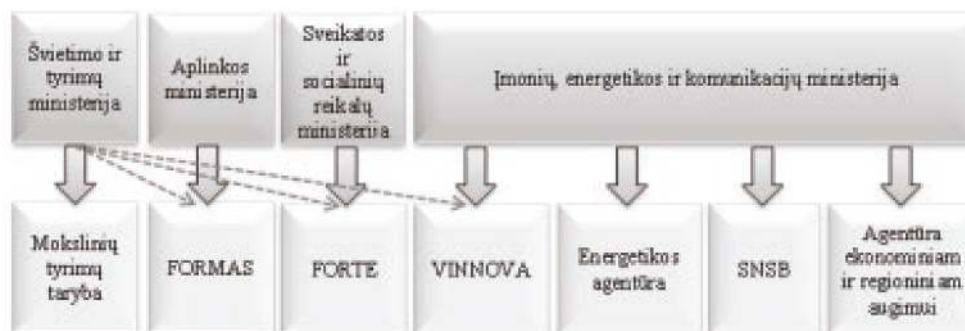 Švietimo ir
tyrimų
ministerija
Aplinkos
ministerija
Sveikatos
ir
socialinių
reikalų
ministerija
Įmonių, energetikos ir komunikacijų ministerija
Mokslinių
tyrimų
taryba
FORMAS
FORTE
VINNOVA
Energetikos
agentūra
SNSB
Agentūra
ekonominiam
ir regioniniam
augimui